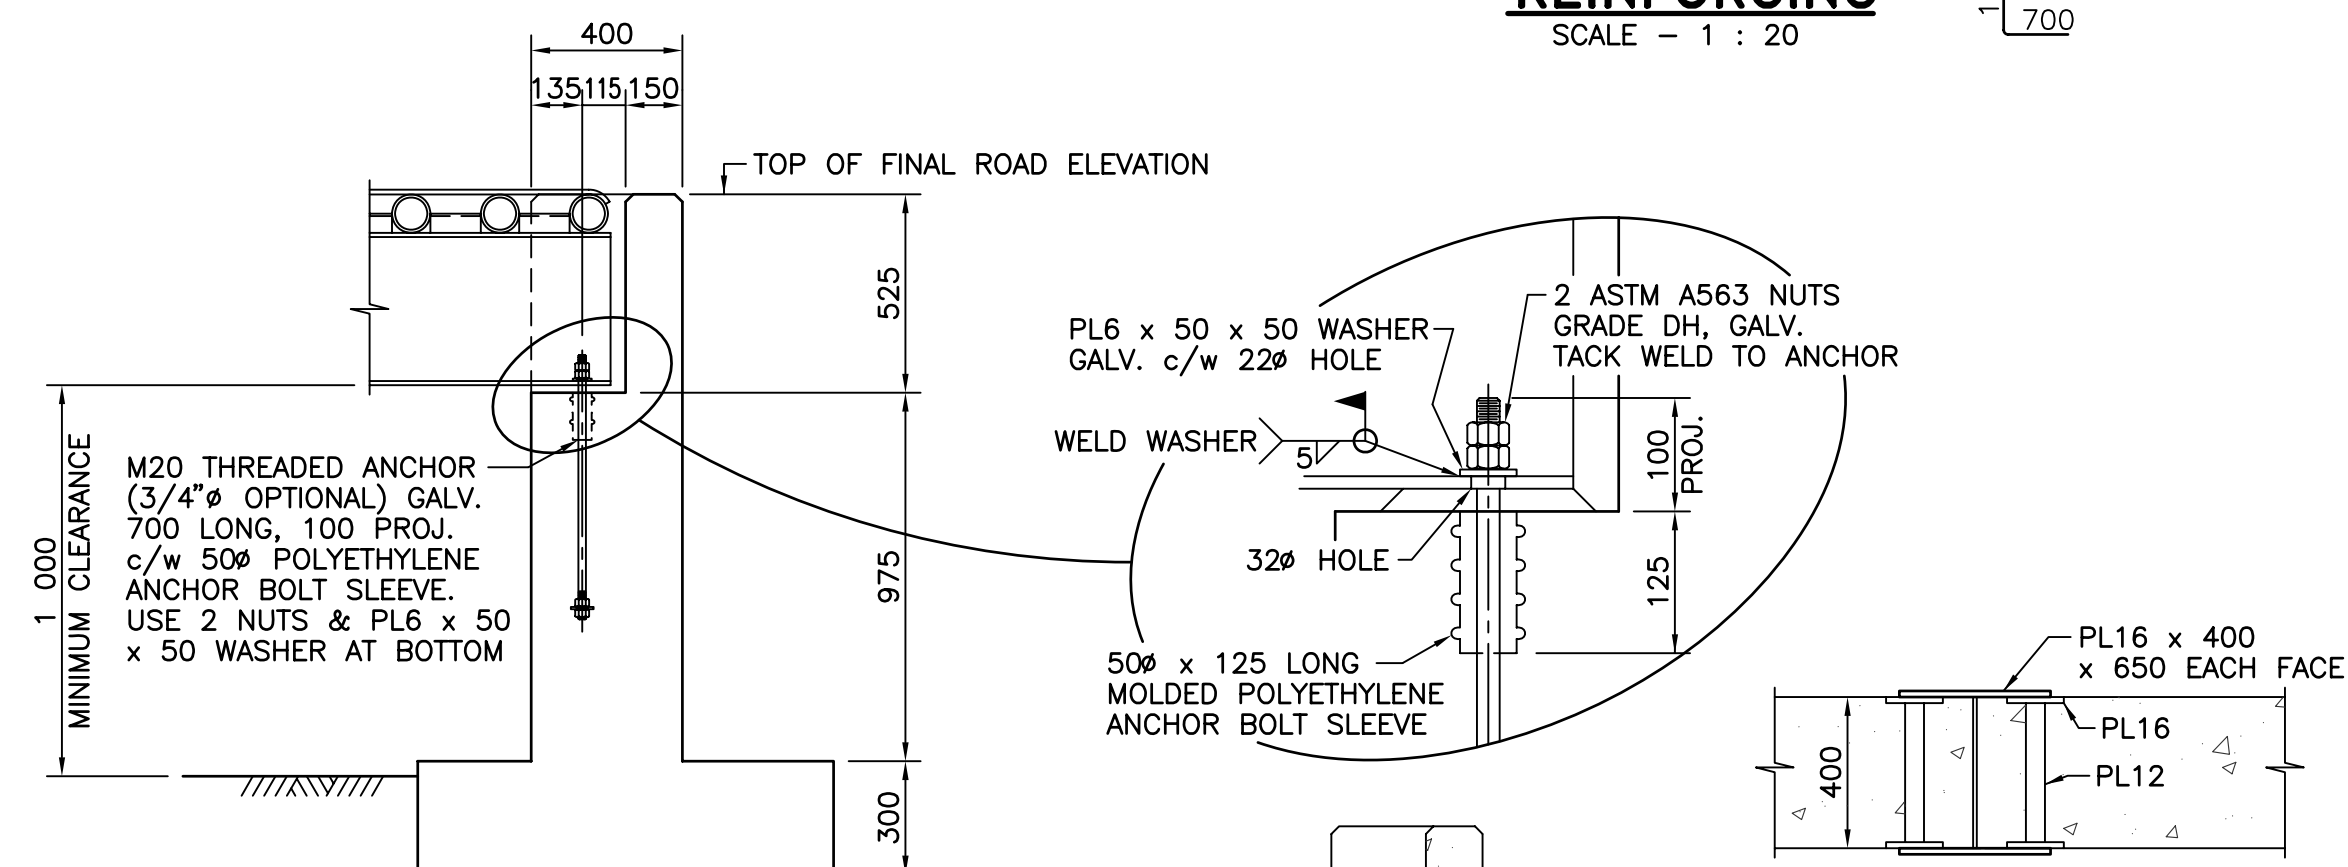 REINFORCING
SCALE - 1 : 20
1
700
400
135 115 150
TOP OF FINAL ROAD ELEVATION
525
975
300
1 000
MINIMUM CLEARANCE
M20 THREADED ANCHOR
(3/4"ø OPTIONAL) GALV.
700 LONG, 100 PROJ.
c/w 50ø POLYETHYLENE
ANCHOR BOLT SLEEVE.
USE 2 NUTS & PL6 x 50
x 50 WASHER AT BOTTOM
PL6 x 50 x 50 WASHER
GALV. c/w 22ø HOLE
2 ASTM A563 NUTS
GRADE DH, GALV.
TACK WELD TO ANCHOR
WELD WASHER
5
100
PROJ.
32ø HOLE
125
50ø x 125 LONG
MOLDED POLYETHYLENE
ANCHOR BOLT SLEEVE
PL16 x 400
x 650 EACH FACE
PL16
PL12
400